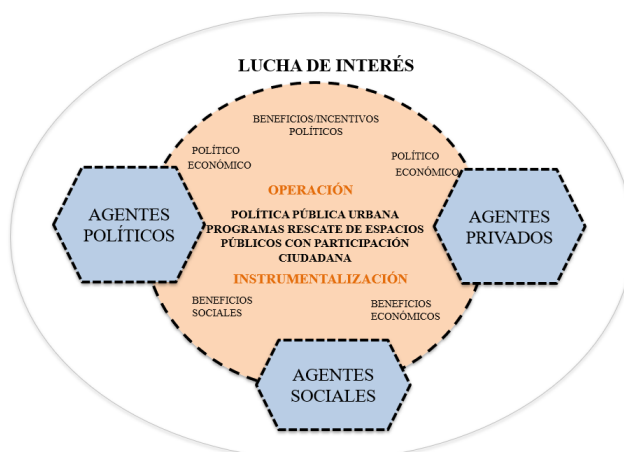 LUCHA DE INTERÉS
BENEFICIOS/INCENTIVOS
POLÍTICOS
POLÍTICO
ECONÓMICO
POLÍTICO
ECONÓMICO
OPERACIÓN
AGENTES
POLÍTICOS
POLÍTICA PÚBLICA URBANA
PROGRAMAS RESCATE DE ESPACIOS
PÚBLICOS CON PARTICIPACIÓN
CIUDADANA
AGENTES
PRIVADOS
INSTRUMENTALIZACIÓN
BENEFICIOS
SOCIALES
BENEFICIOS
ECONÓMICOS
AGENTES
SOCIALES